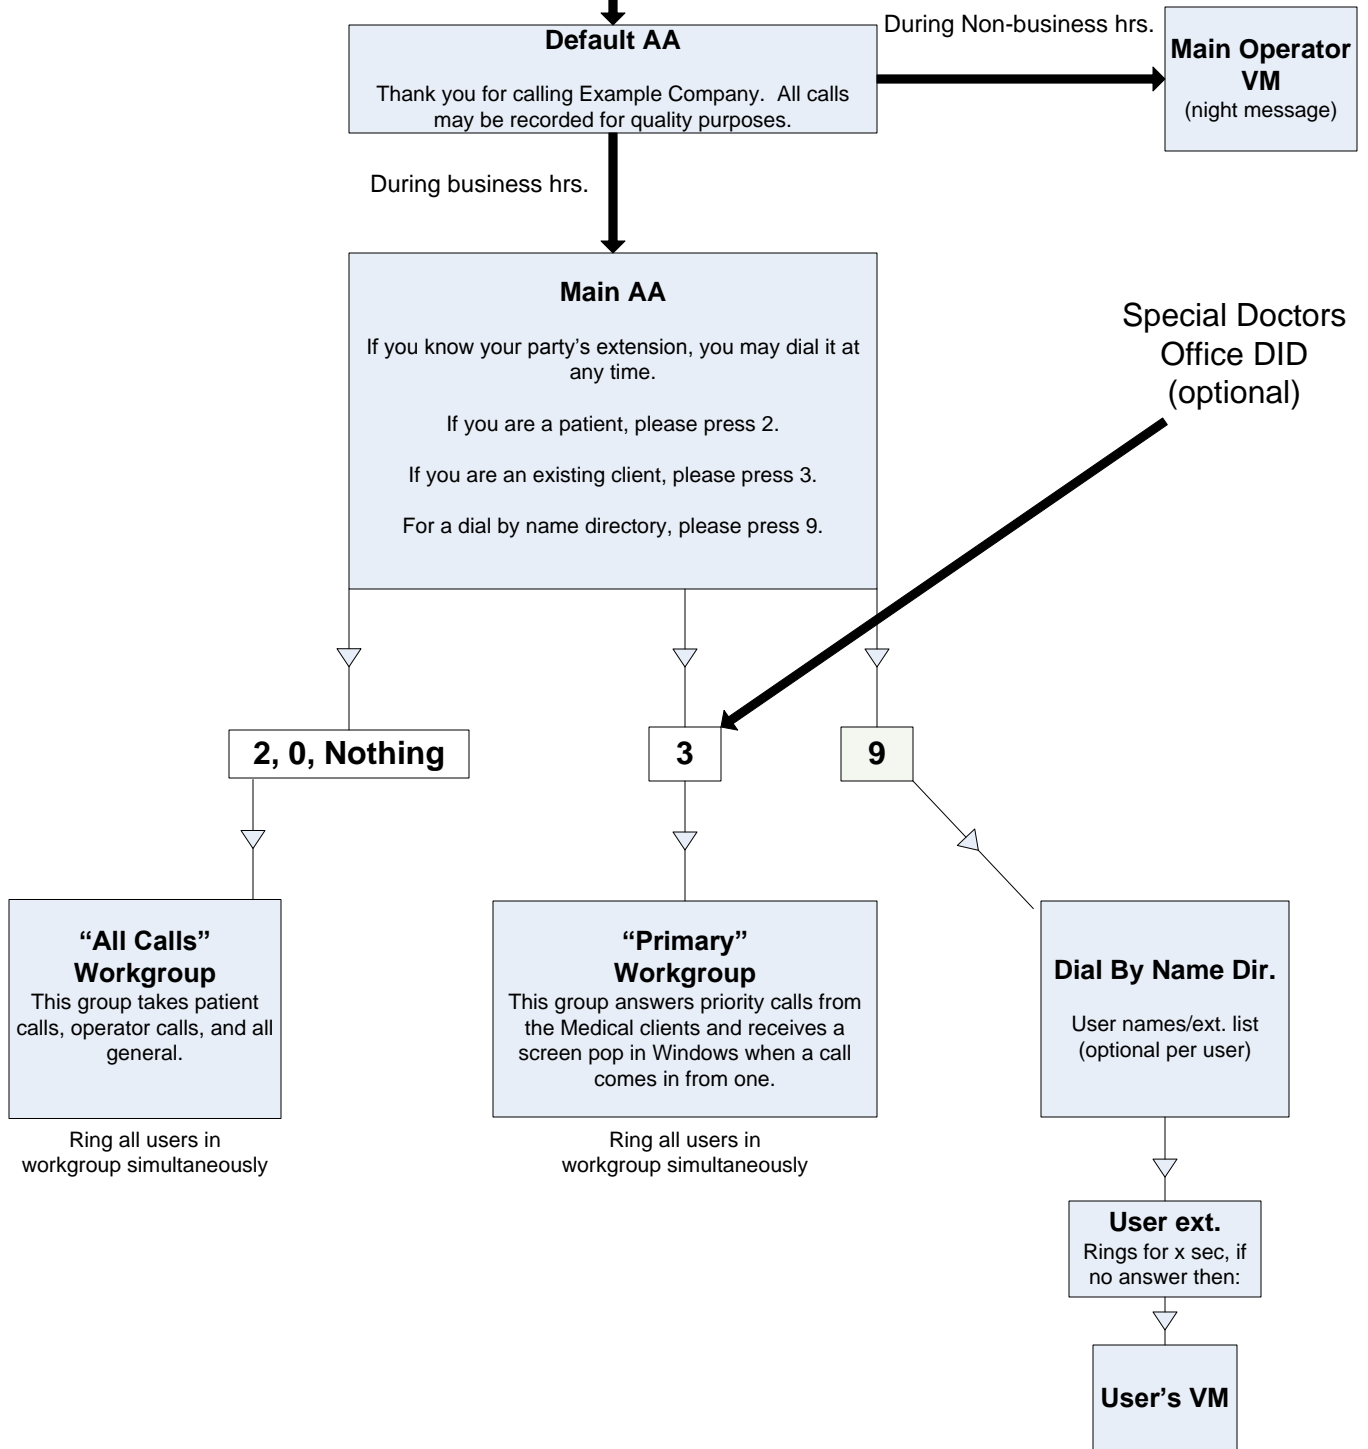 During Non-business hrs.
Default AA
Thank you for calling Example Company.  All calls
may be recorded for quality purposes.
Main Operator
VM
(night message)
During business hrs.
Main AA
If you know your party’s extension, you may dial it at
any time.
If you are a patient, please press 2.
If you are an existing client, please press 3.
For a dial by name directory, please press 9.
Special Doctors
Office DID
(optional)
2, 0, Nothing
3
9
“All Calls”
Workgroup
This group takes patient
calls, operator calls, and all
general.
Ring all users in
workgroup simultaneously
“Primary”
Workgroup
This group answers priority calls from
the Medical clients and receives a
screen pop in Windows when a call
comes in from one.
Ring all users in
workgroup simultaneously
Dial By Name Dir.
User names/ext. list
(optional per user)
User ext.
Rings for x sec, if
no answer then:
User’s VM